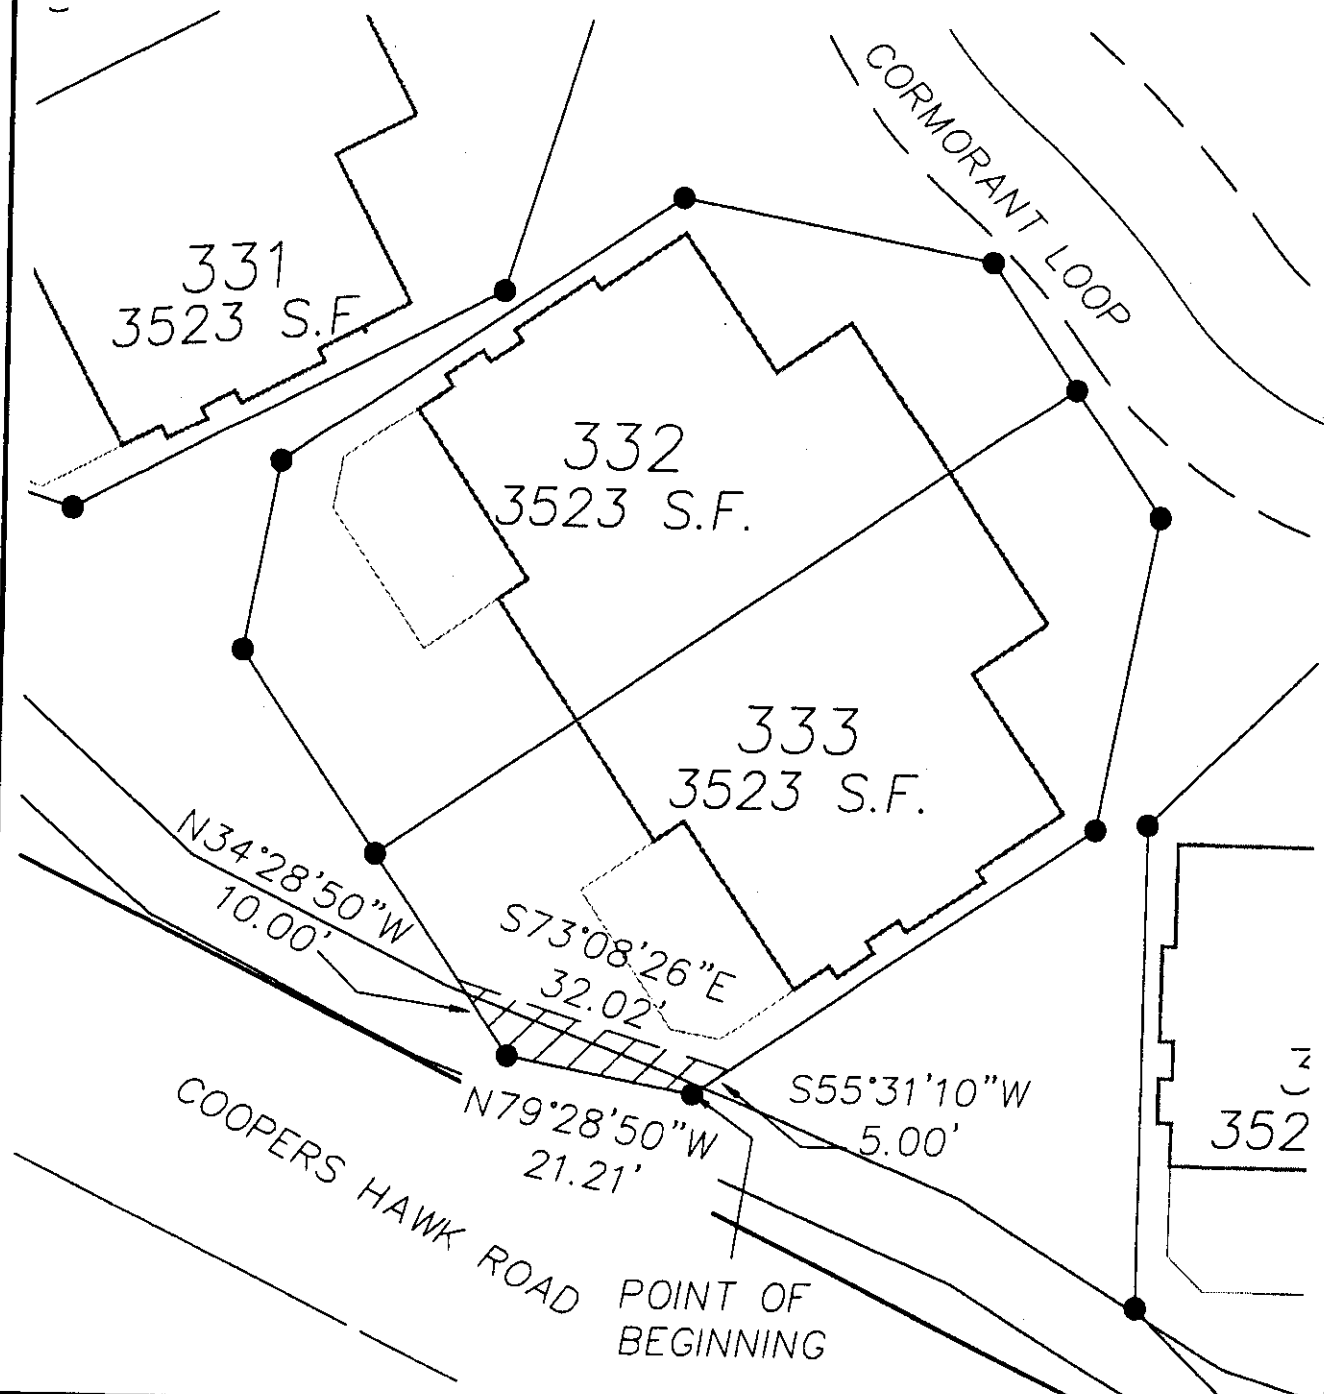 CORMORANT LOOP
331
3523 S.F.
332
3523 S.F.
333
3523 S.F.
N34°28'50"W
10.00'
S73°08'26"E
32.02'
S55°31'10"W
5.00'
N79°28'50"W
21.21'
352
COOPERS HAWK ROAD
POINT OF
BEGINNING